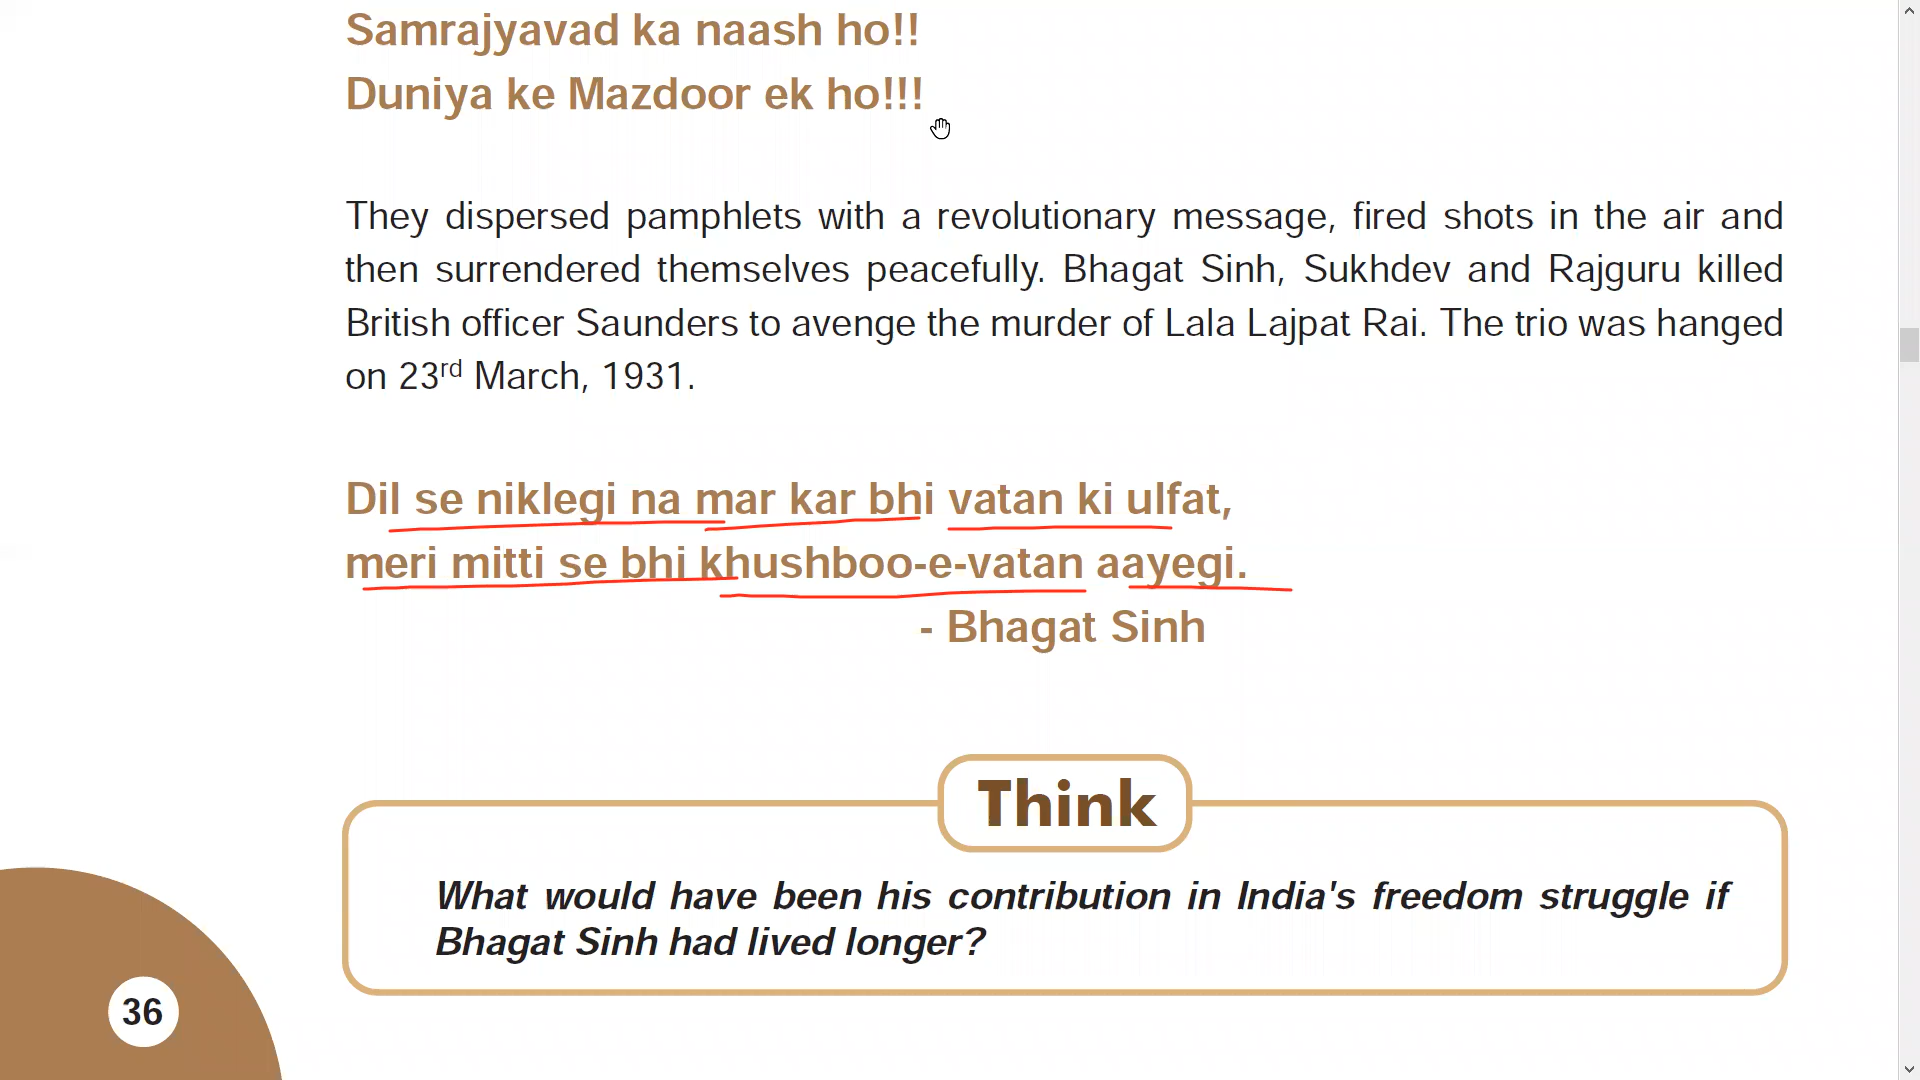 Samrajyavad ka naash ho!!
Duniya ke Mazdoor ek ho!!!
They dispersed pamphlets with a revolutionary message, fired shots in the air and
then surrendered themselves peacefully. Bhagat Sinh, Sukhdev and Rajguru killed
British officer Saunders to avenge the murder of Lala Lajpat Rai. The trio was hanged
on 23rd March, 1931.
Dil se niklegi na mar kar bhi vatan ki ulfat,
meri mitti se bhi khushboo-e-vatan aayegi.
- Bhagat Sinh
Think
What would have been his contribution in India's freedom struggle if
Bhagat Sinh had lived longer?
36